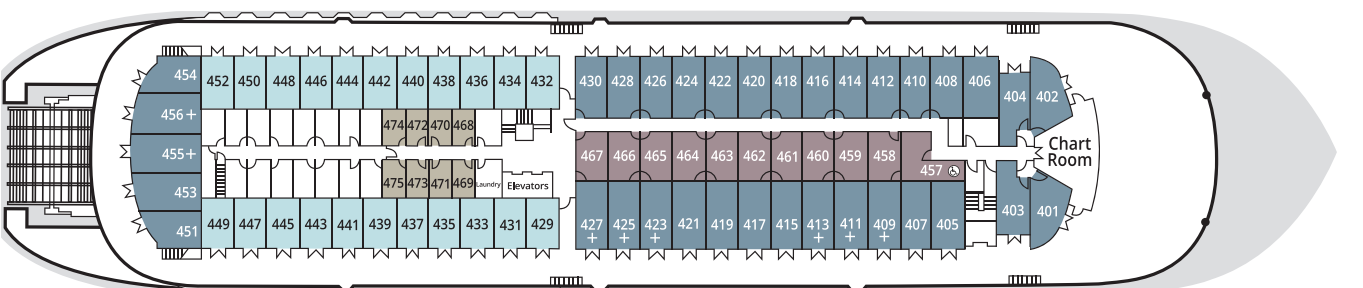 454 452 450 448 446 444 442 440 438 436 434 432 430 428 426 424 422 420 418 416 414 412 410 408 406 404 402
456+ 474 472 470 468
455+ 467 466 465 464 463 462 461 460 459 458 457 Chart
Room
453 475 473 471 469 Laundry Elevators
451 449 447 445 443 441 439 437 435 433 431 429 427 425 423 421 419 417 415 413 411 409 407 405 403 401
+ + + + + +